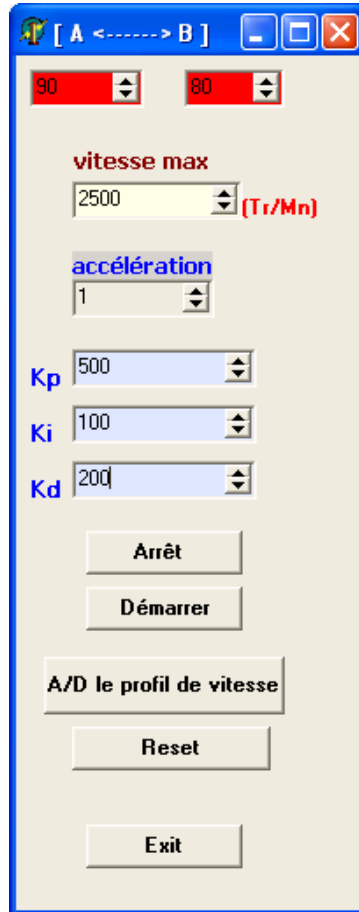 [ A <------> B ]
90 80
vitesse max
2500 (Tr/Mn)
accélération
1
Kp 500
Ki 100
Kd 200
Arrêt
Démarrer
A/D le profil de vitesse
Reset
Exit